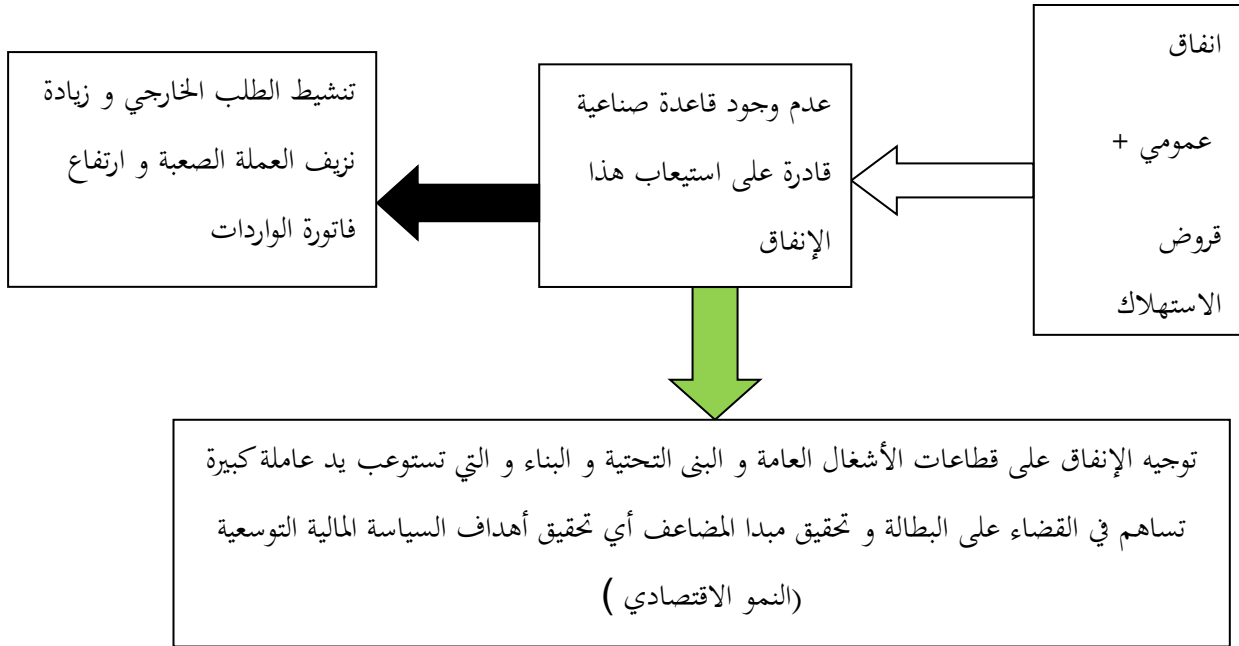 انفاق
عمومي +
قروض
الاستهلاك
عدم وجود قاعدة صناعية
قادرة على استيعاب هذا
الإنفاق
تنشيط الطلب الخارجي و زيادة
نزيف العملة الصعبة و ارتفاع
فاتورة الواردات
توجيه الإنفاق على قطاعات الأشغال العامة و البنى التحتية و البناء و التي تستوعب يد عاملة كبيرة
تساهم في القضاء على البطالة و تحقيق مبدا المضاعف أي تحقيق أهداف السياسة المالية التوسعية
(النمو الاقتصادي )